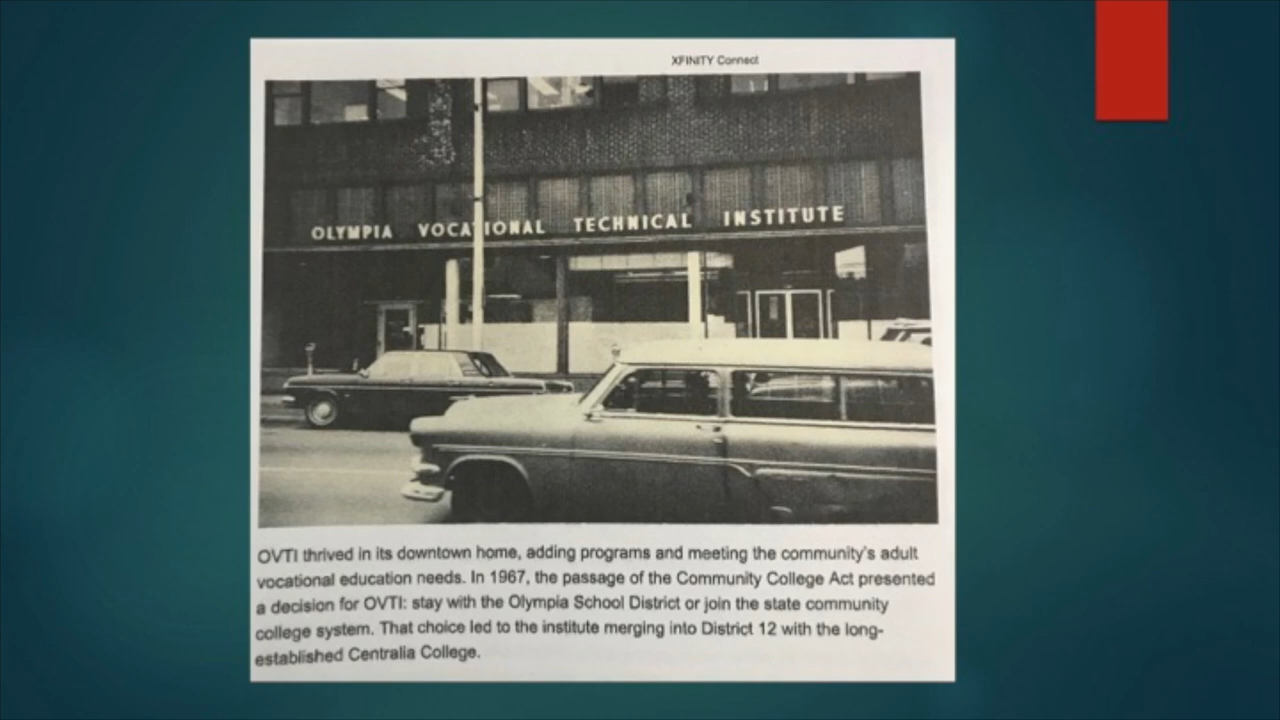 XFINITY Connect
OLYMPIA VOCATIONAL TECHNICAL INSTITUTE
OVTI thrived in its downtown home, adding programs and meeting the community's adult
vocational education needs. In 1967, the passage of the Community College Act presented
a decision for OVTI: stay with the Olympia School District or join the state community
college system. That choice led to the institute merging into District 12 with the long-
established Centralia College.